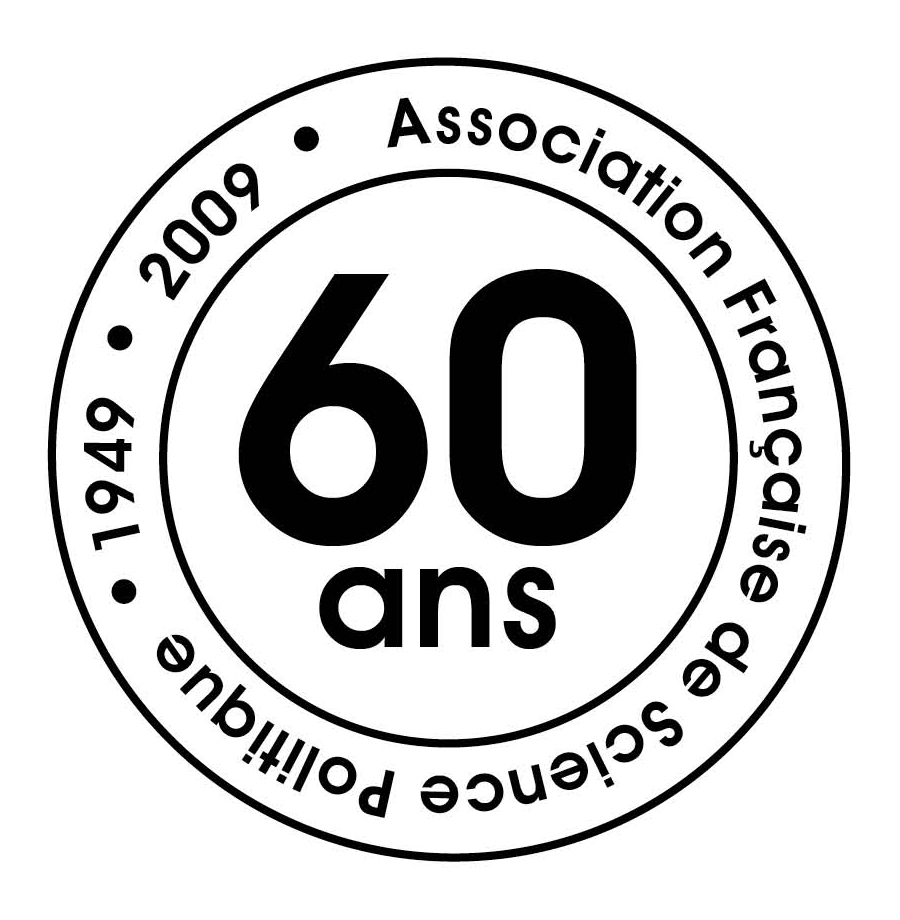 Association Française de Science Politique • 1949 • 2009 •
60
ans